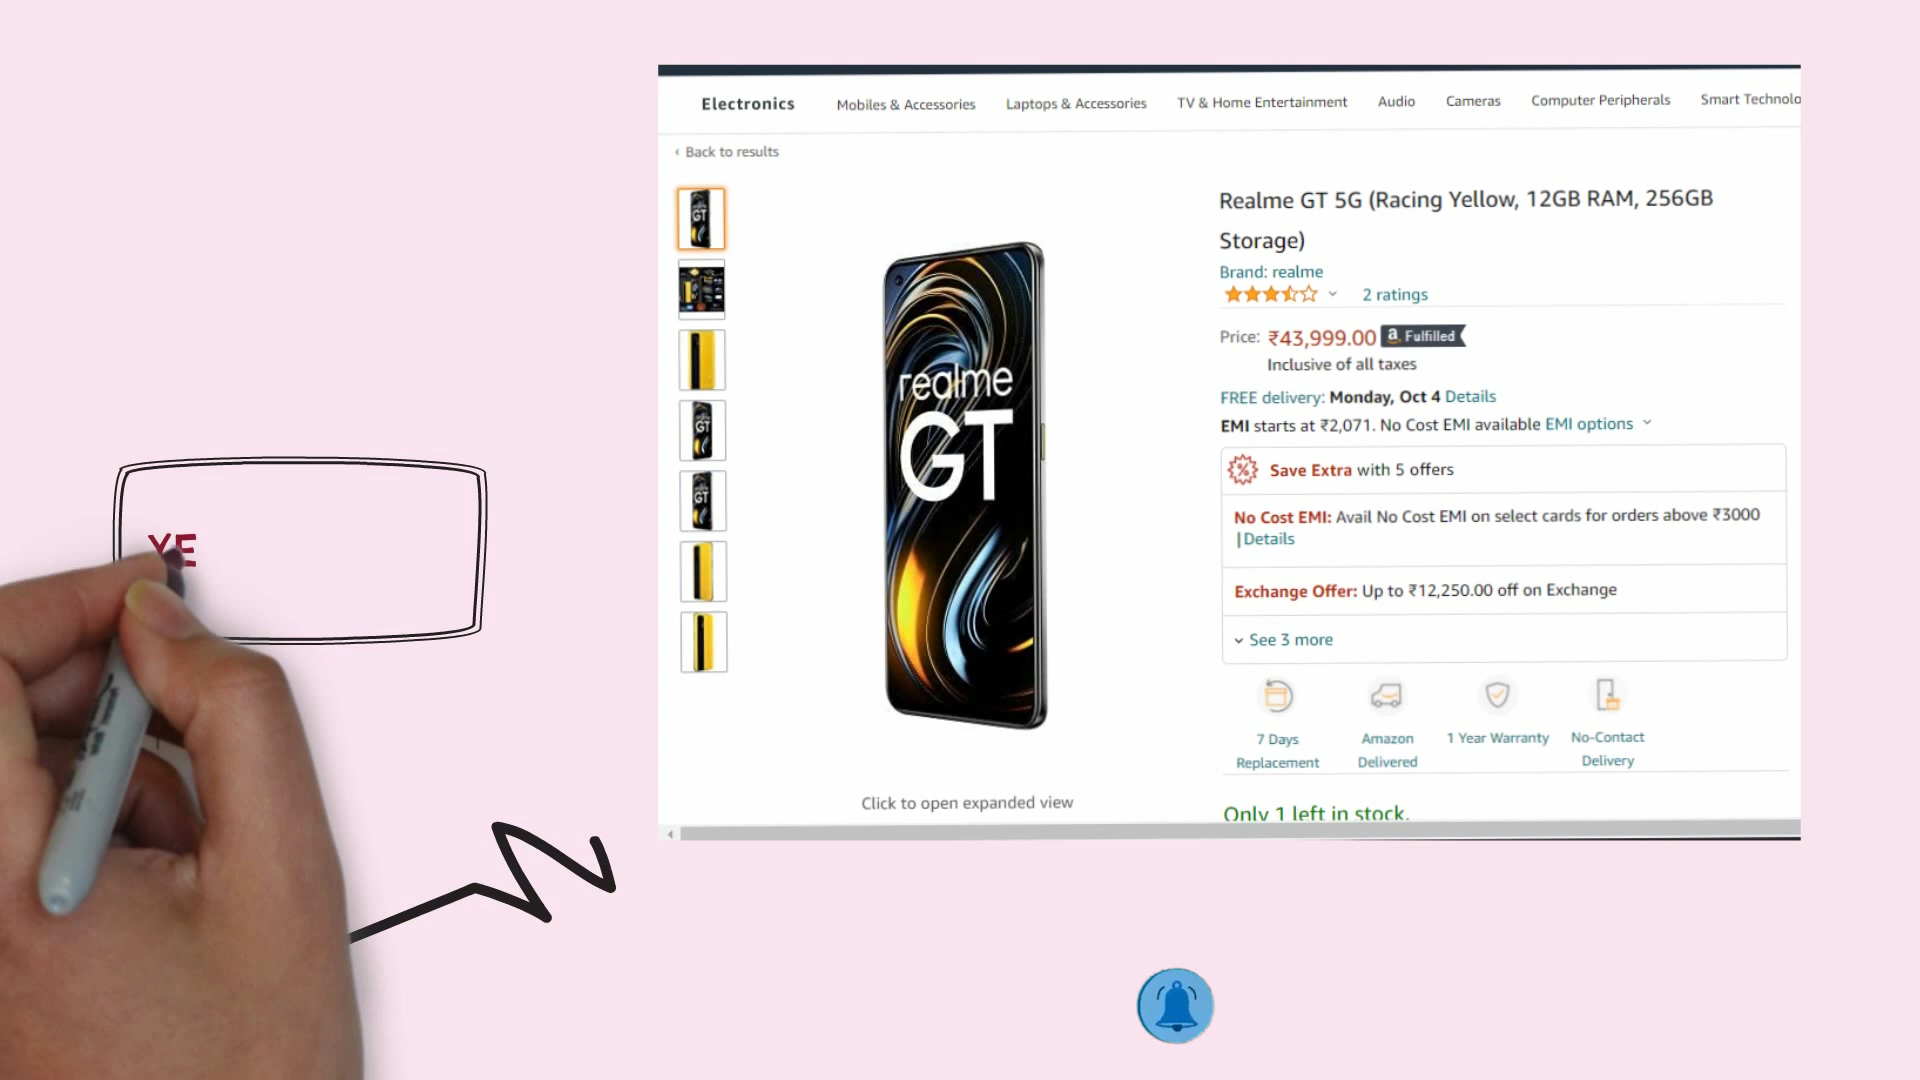 Electronics Mobiles & Accessories Laptops & Accessories TV & Home Entertainment Audio Cameras Computer Peripherals Smart Technolo
‹ Back to results
Realme GT 5G (Racing Yellow, 12GB RAM, 256GB
Storage)
Brand: realme
2 ratings
Price: ₹43,999.00 a Fulfilled
Inclusive of all taxes
FREE delivery: Monday, Oct 4 Details
EMI starts at ₹2,071. No Cost EMI available EMI options
Save Extra with 5 offers
No Cost EMI: Avail No Cost EMI on select cards for orders above ₹3000
|Details
Exchange Offer: Up to ₹12,250.00 off on Exchange
See 3 more
7 Days
Replacement
Amazon
Delivered
1 Year Warranty
No-Contact
Delivery
Only 1 left in stock.
realme
GT
Click to open expanded view
YE